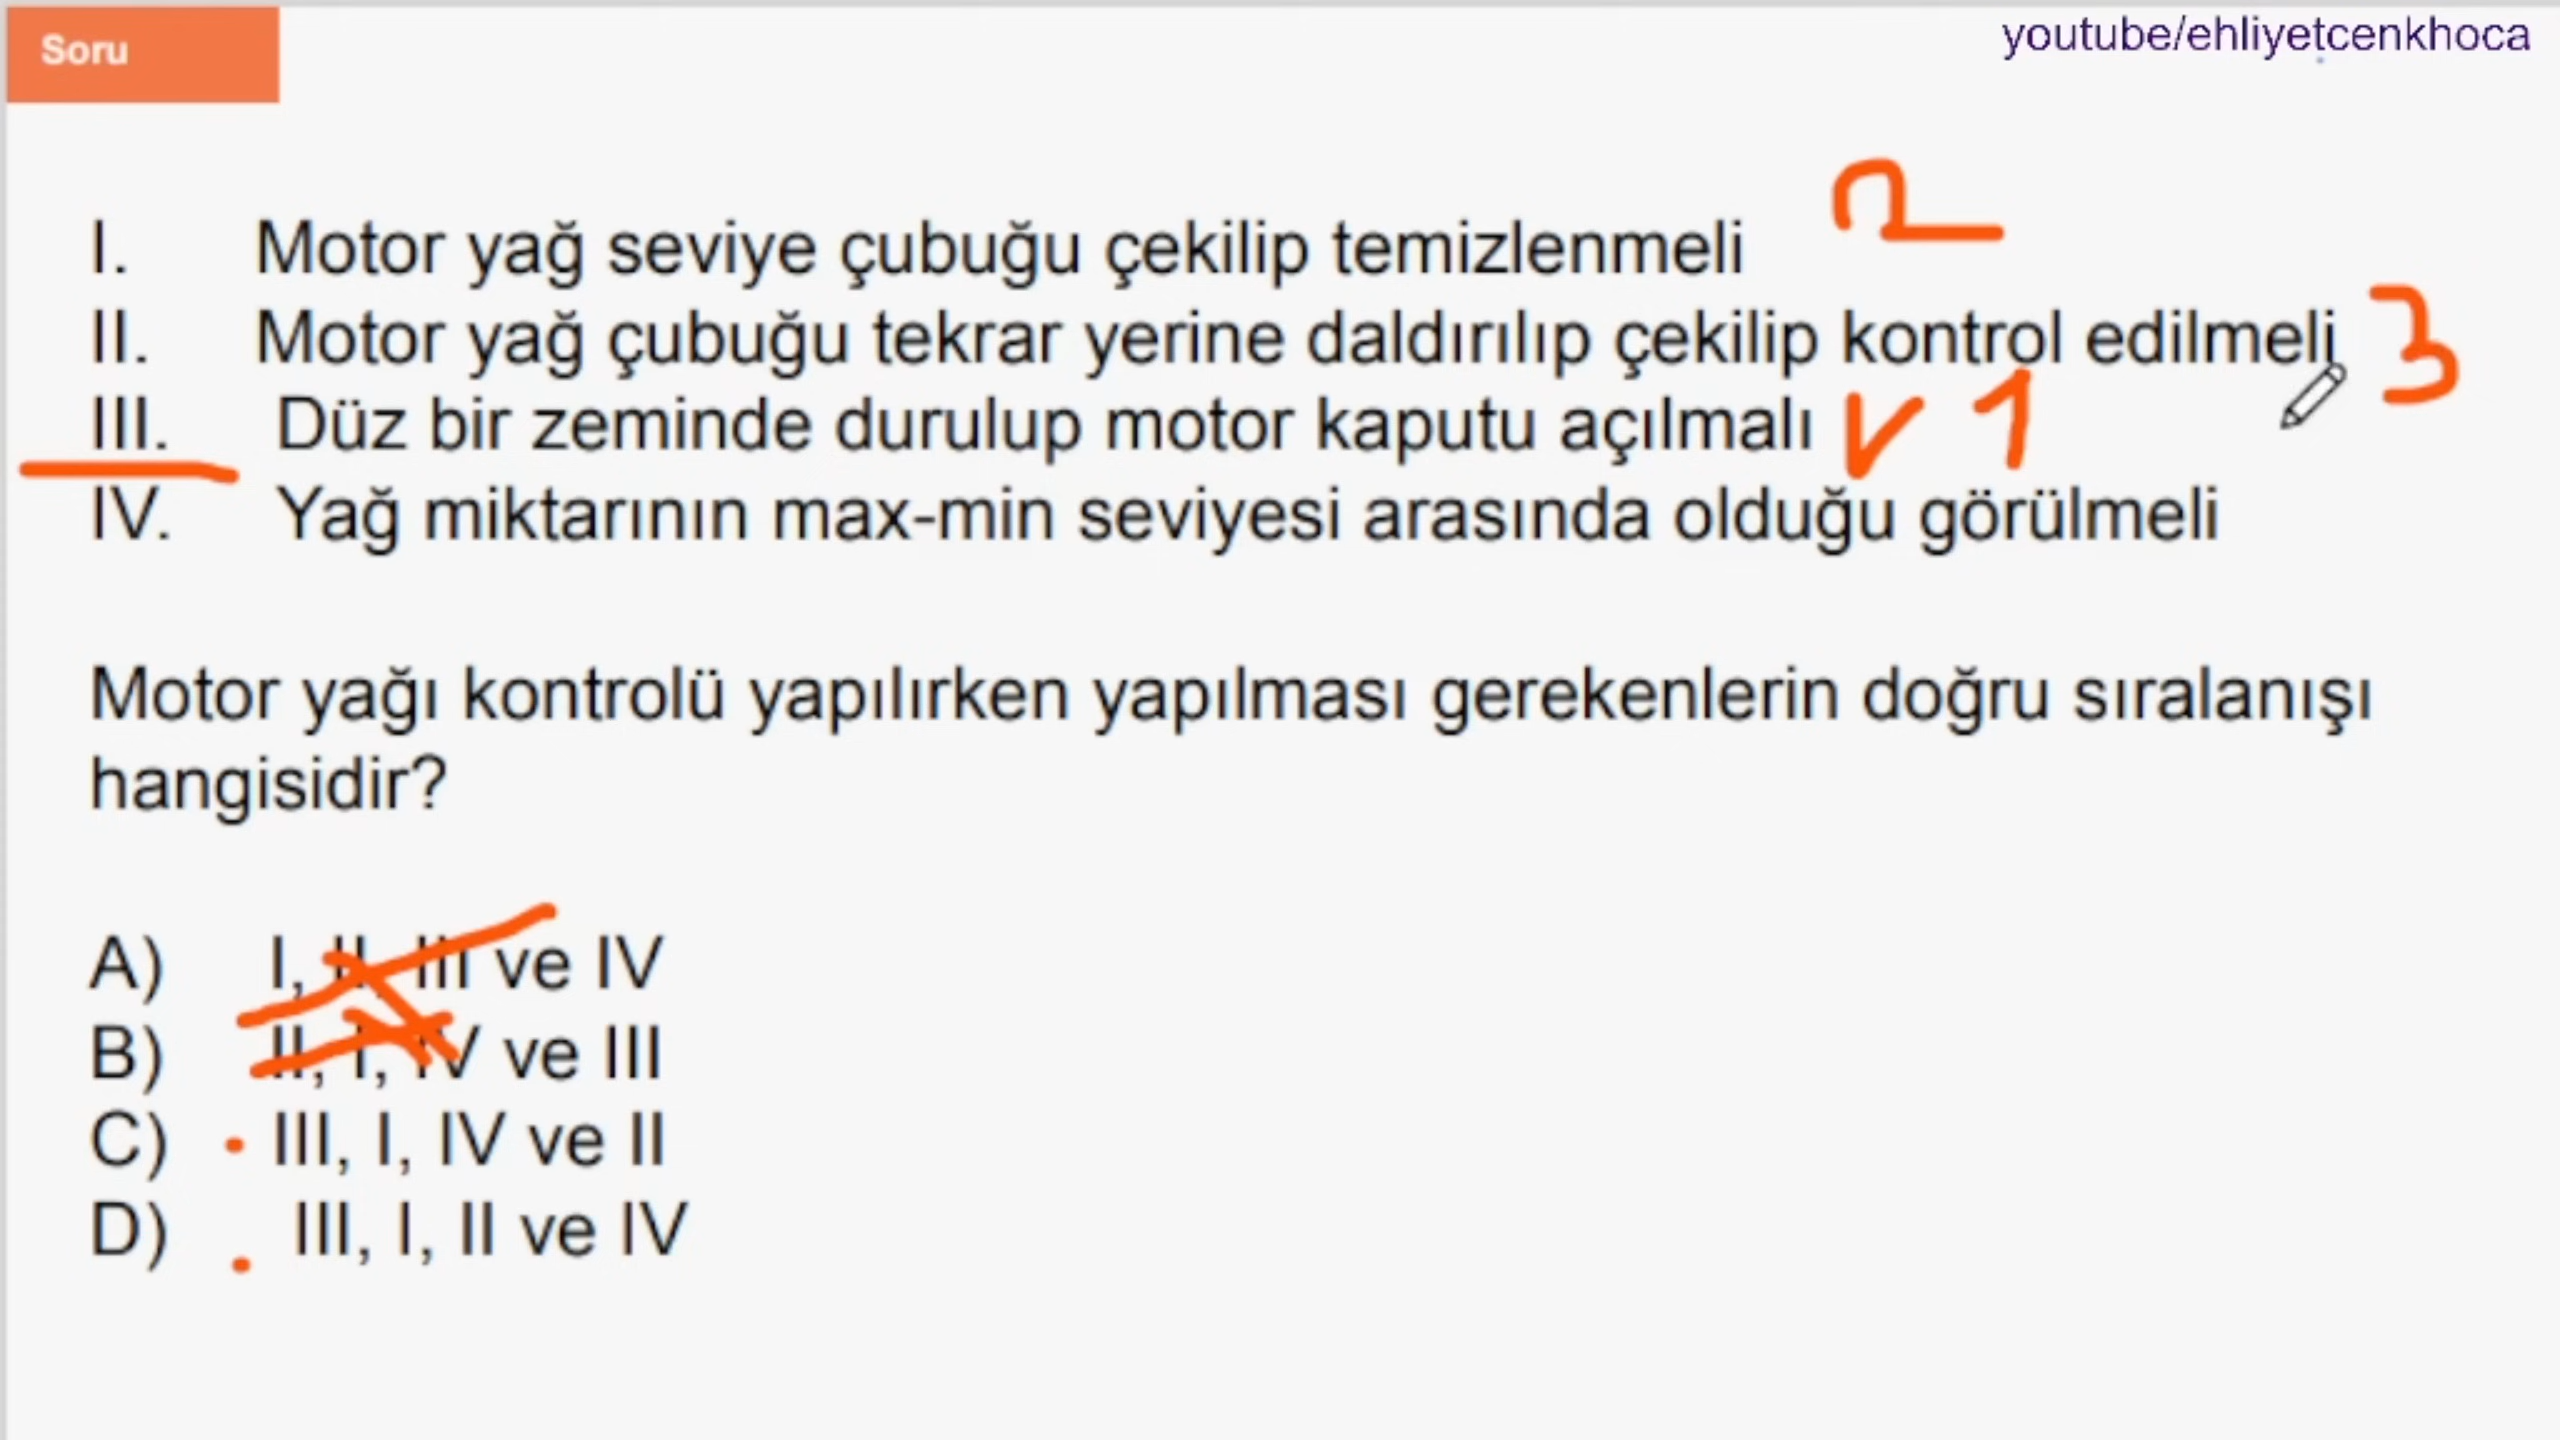 Soru
youtube/ehliyetcenkhoca
I. Motor yağ seviye çubuğu çekilip temizlenmeli 2
II. Motor yağ çubuğu tekrar yerine daldırılıp çekilip kontrol edilmeli 3
III. Düz bir zeminde durulup motor kaputu açılmalı 1
IV. Yağ miktarının max-min seviyesi arasında olduğu görülmeli
Motor yağı kontrolü yapılırken yapılması gerekenlerin doğru sıralanışı
hangisidir?
A) I, II, III ve IV
B) II, I, IV ve III
C) III, I, IV ve II
D) III, I, II ve IV